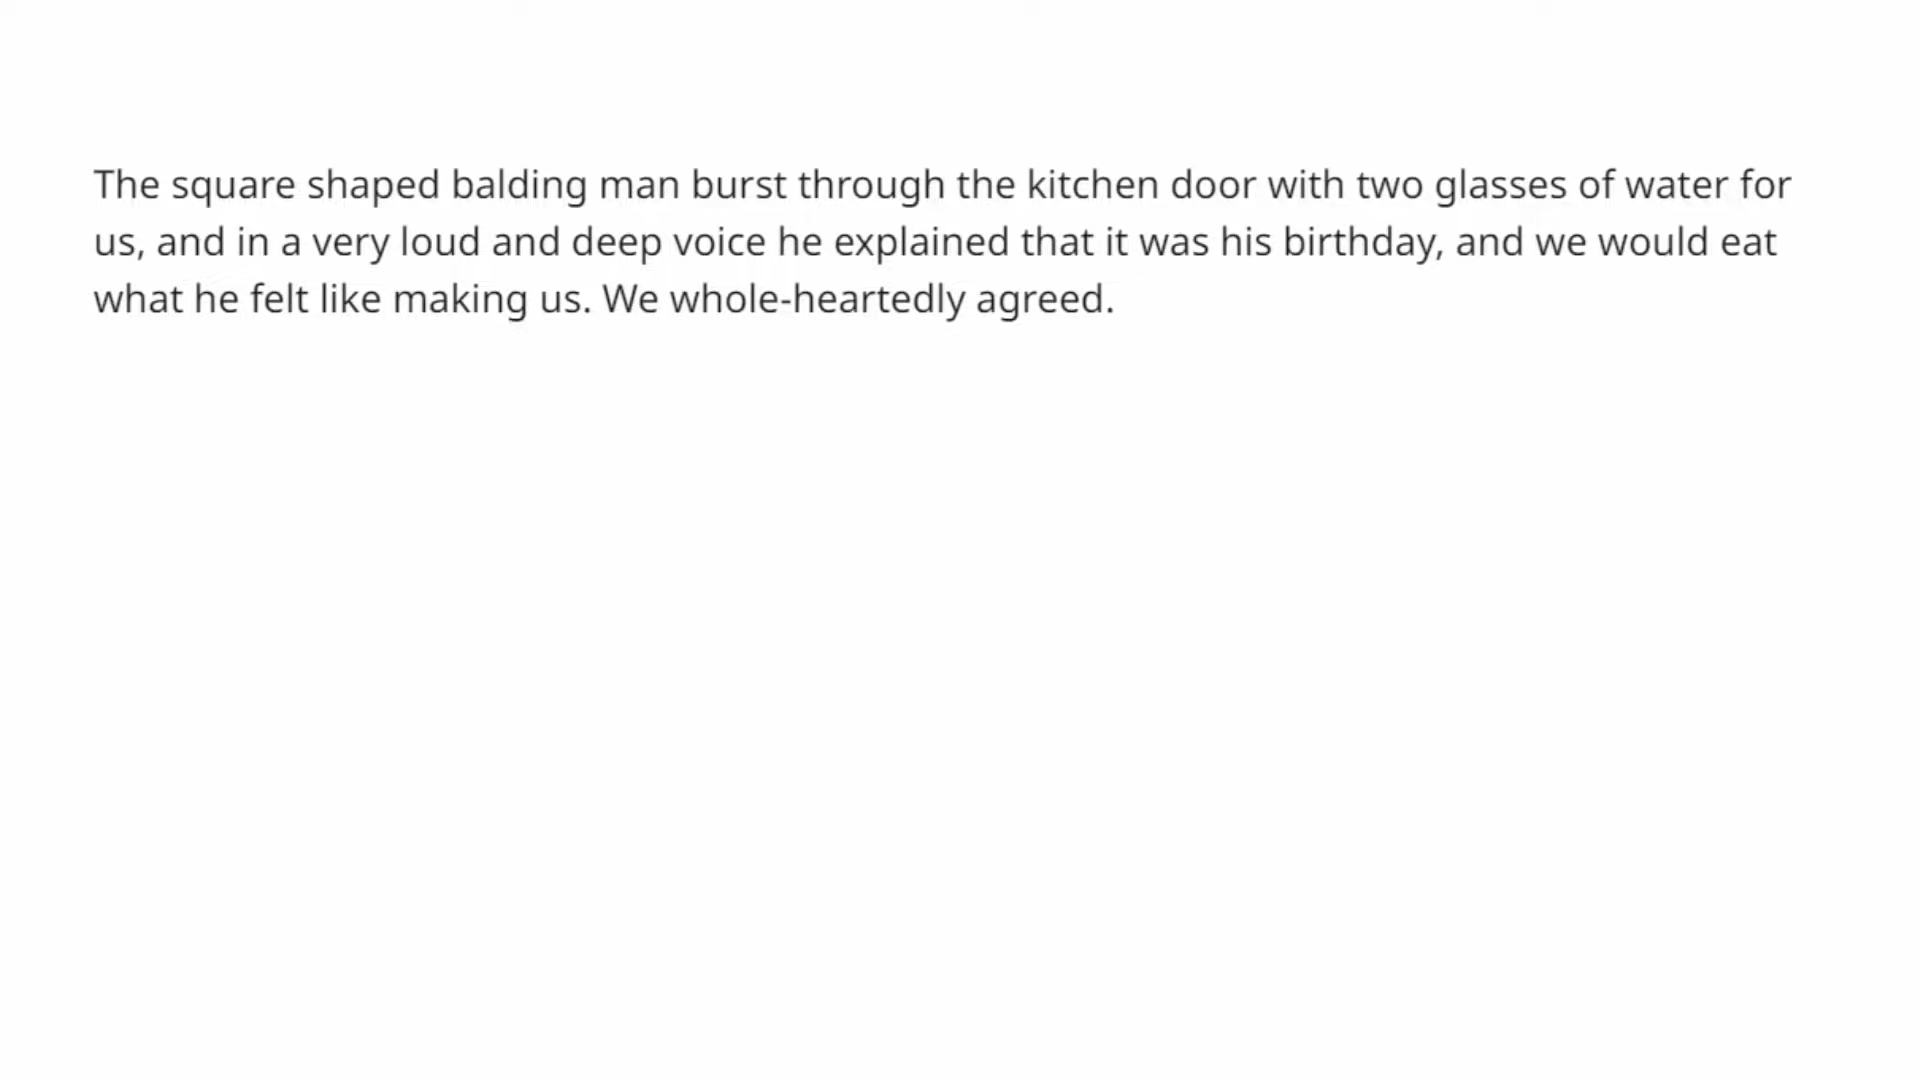 The square shaped balding man burst through the kitchen door with two glasses of water for
us, and in a very loud and deep voice he explained that it was his birthday, and we would eat
what he felt like making us. We whole-heartedly agreed.